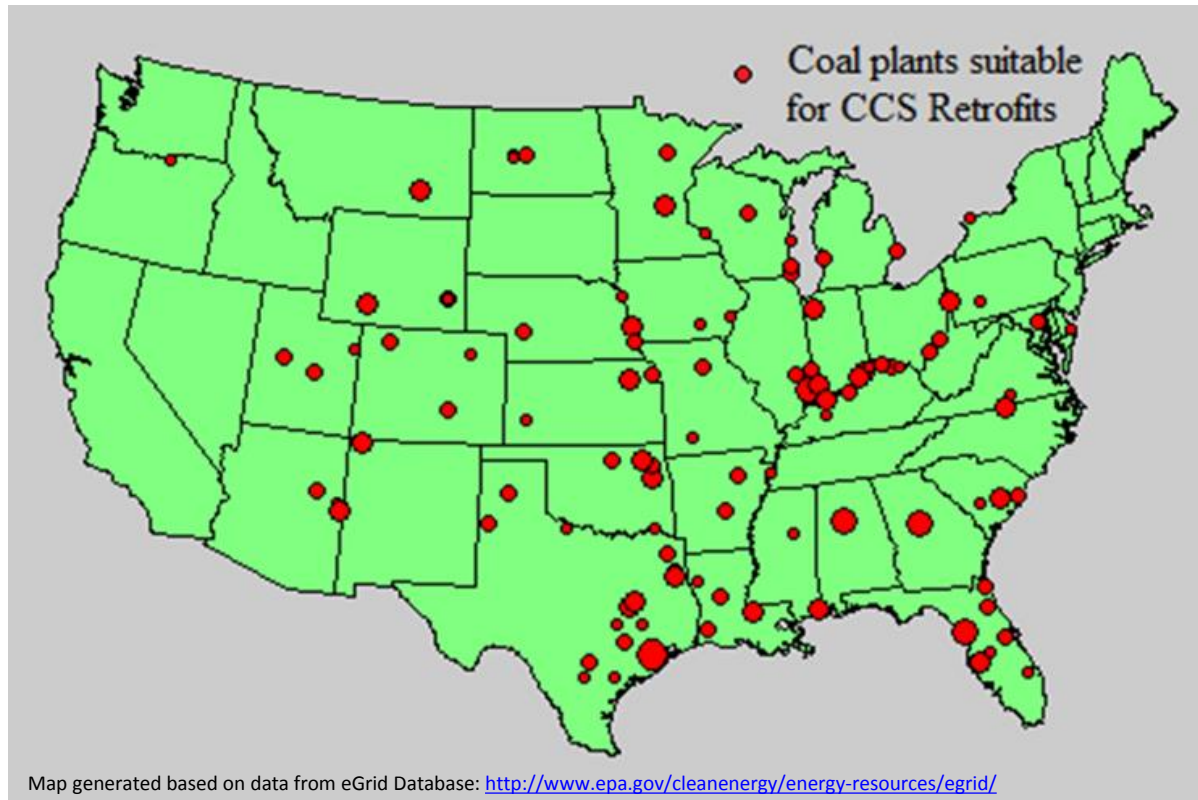 Coal plants suitable
for CCS Retrofits
Map generated based on data from eGrid Database: http://www.epa.gov/cleanenergy/energy-resources/egrid/